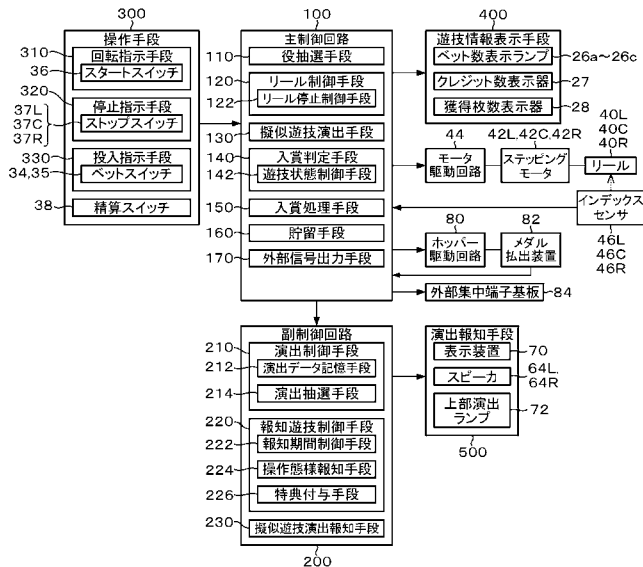 300
操作手段
310
回転指示手段
36
スタートスイッチ
320
停止指示手段
37L
37C
37R
ストップスイッチ
330
投入指示手段
34,35
ベットスイッチ
38
精算スイッチ
100
主制御回路
110
役抽選手段
120
リール制御手段
122
リール停止制御手段
130
擬似遊技演出手段
140
入賞判定手段
142
遊技状態制御手段
150
入賞処理手段
160
貯留手段
170
外部信号出力手段
400
遊技情報表示手段
ベット数表示ランプ
26a~26c
クレジット数表示器
27
獲得枚数表示器
28
44
モータ
駆動回路
42L,42C,42R
ステッピング
モータ
40L
40C
40R
リール
インデックス
センサ
46L
46C
46R
80
ホッパー
駆動回路
82
メダル
払出装置
外部集中端子基板
84
副制御回路
210
演出制御手段
212
演出データ記憶手段
214
演出抽選手段
220
報知遊技制御手段
222
報知期間制御手段
224
操作態様報知手段
226
特典付与手段
230
擬似遊技演出報知手段
200
演出報知手段
表示装置
70
スピーカ
64L,
64R
上部演出
ランプ
72
500